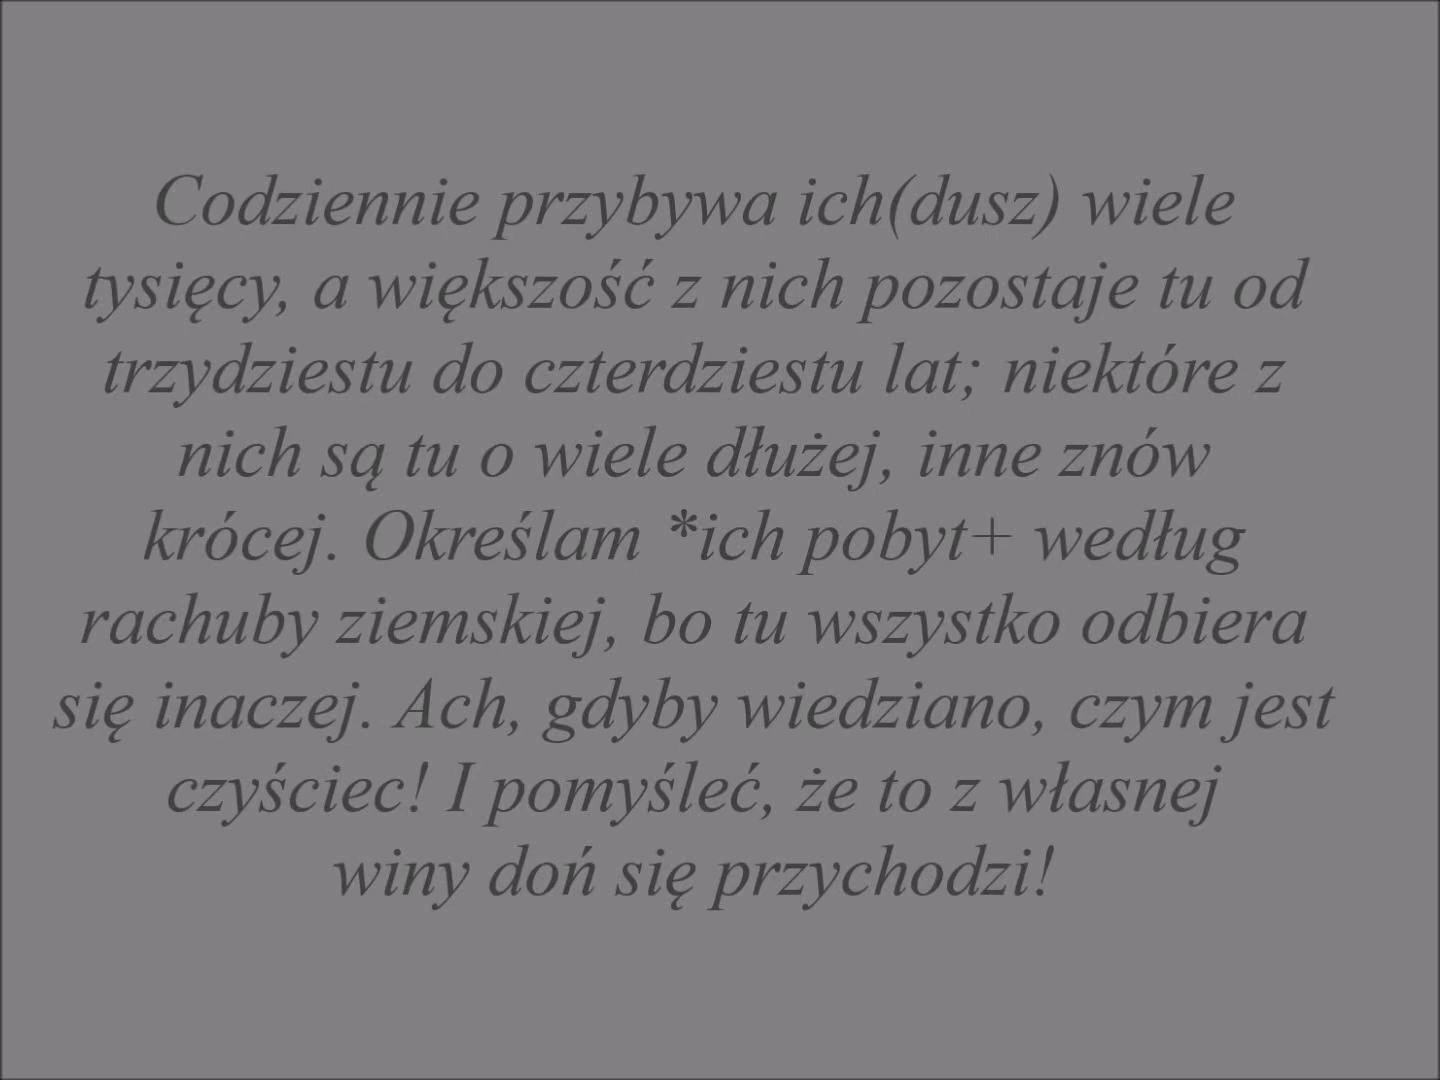 Codziennie przybywa ich(dusz) wiele
tysięcy, a większość z nich pozostaje tu od
trzydziestu do czterdziestu lat; niektóre z
nich są tu o wiele dłużej, inne znów
krócej. Określam *ich pobyt+ według
rachuby ziemskiej, bo tu wszystko odbiera
się inaczej. Ach, gdyby wiedziano, czym jest
czyściec! I pomyśleć, że to z własnej
winy doń się przychodzi!